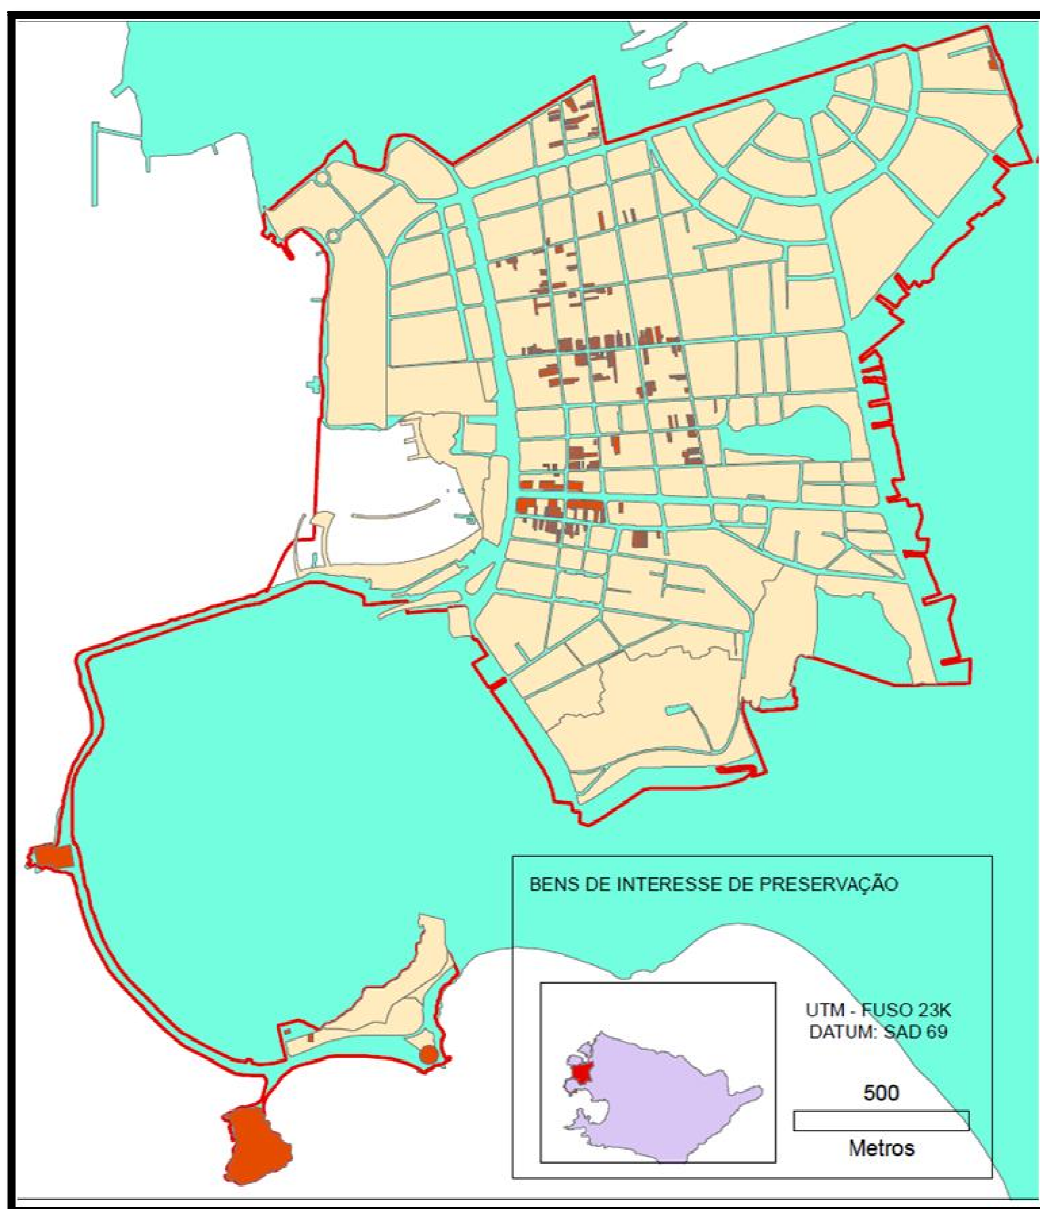 BENS DE INTERESSE DE PRESERVAÇÃO
UTM - FUSO 23K
DATUM: SAD 69
500
Metros